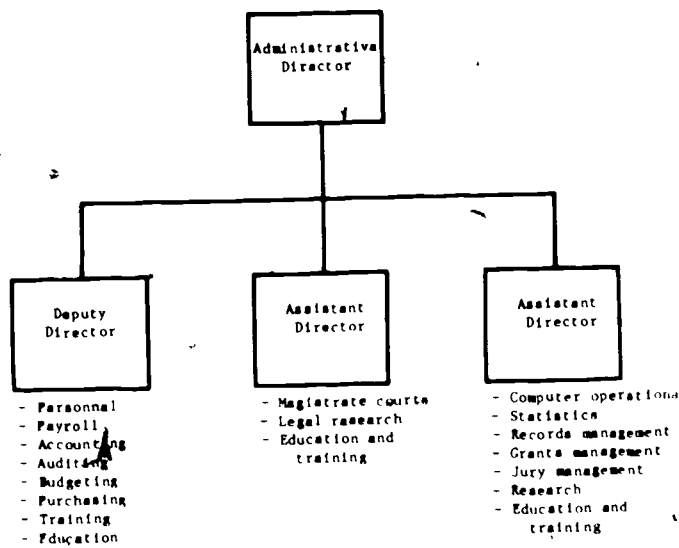 Administrative
Director
Deputy
Director
- Personnal
- Payroll
- Accounting
- Auditing
- Budgeting
- Purchasing
- Training
- Education
Assistant
Director
- Magistrate courts
- Legal research
- Education and
training
Assistant
Director
- Computer operations
- Statistics
- Records management
- Grants management
- Jury management
- Research
- Education and
training